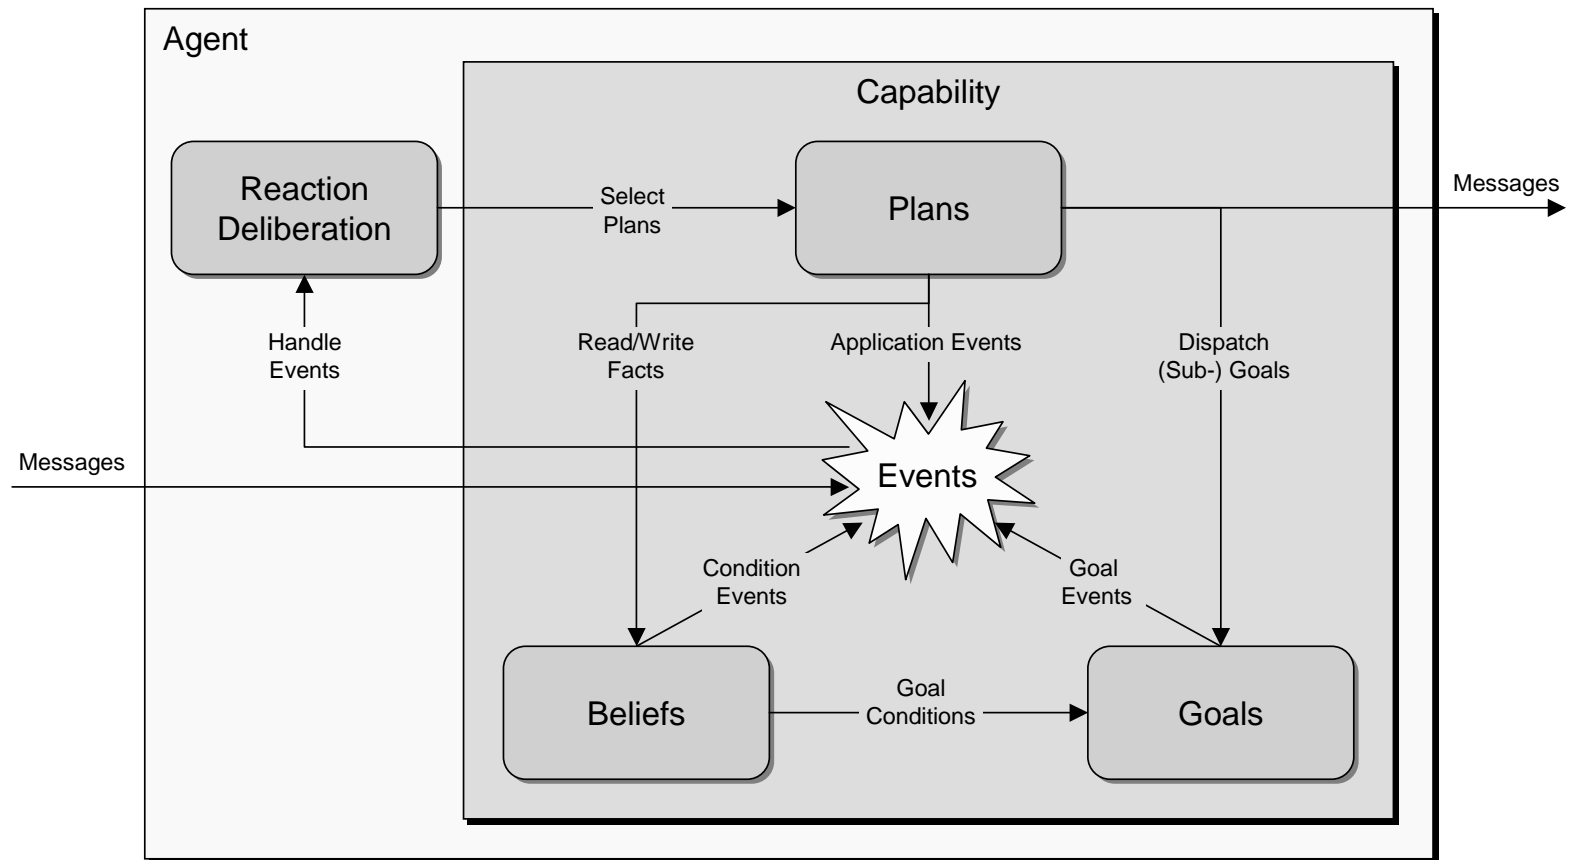 Agent
Capability
Reaction
Deliberation
Select
Plans
Plans
Messages
Handle
Events
Read/Write
Facts
Application Events
Dispatch
(Sub-) Goals
Messages
Events
Condition
Events
Goal
Events
Beliefs
Goal
Conditions
Goals